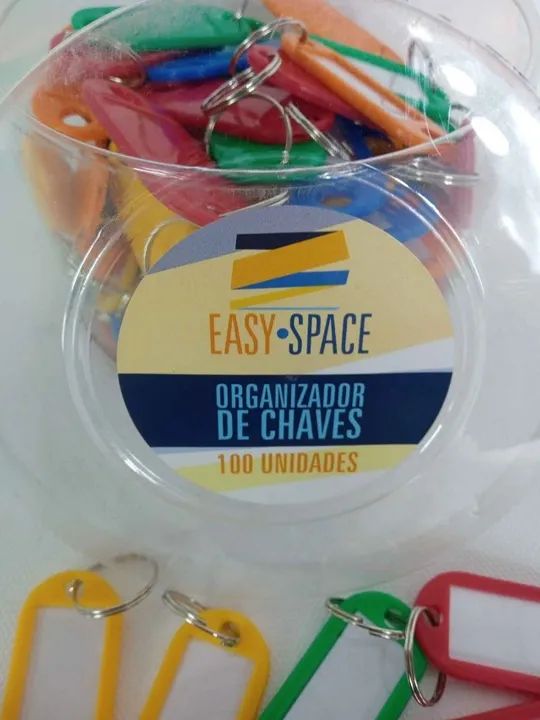 EASY•SPACE
ORGANIZADOR
DE CHAVES
100 UNIDADES